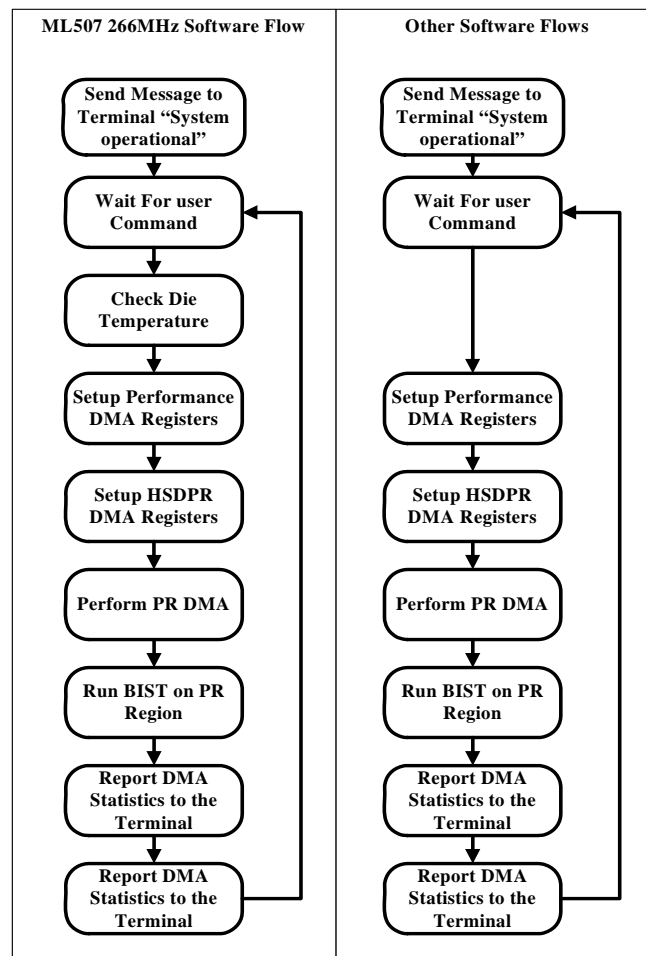 ML507 266MHz Software Flow
Send Message to
Terminal “System
operational”
Wait For user
Command
Check Die
Temperature
Setup Performance
DMA Registers
Setup HSDPR
DMA Registers
Perform PR DMA
Run BIST on PR
Region
Report DMA
Statistics to the
Terminal
Report DMA
Statistics to the
Terminal
Other Software Flows
Send Message to
Terminal “System
operational”
Wait For user
Command
Setup Performance
DMA Registers
Setup HSDPR
DMA Registers
Perform PR DMA
Run BIST on PR
Region
Report DMA
Statistics to the
Terminal
Report DMA
Statistics to the
Terminal